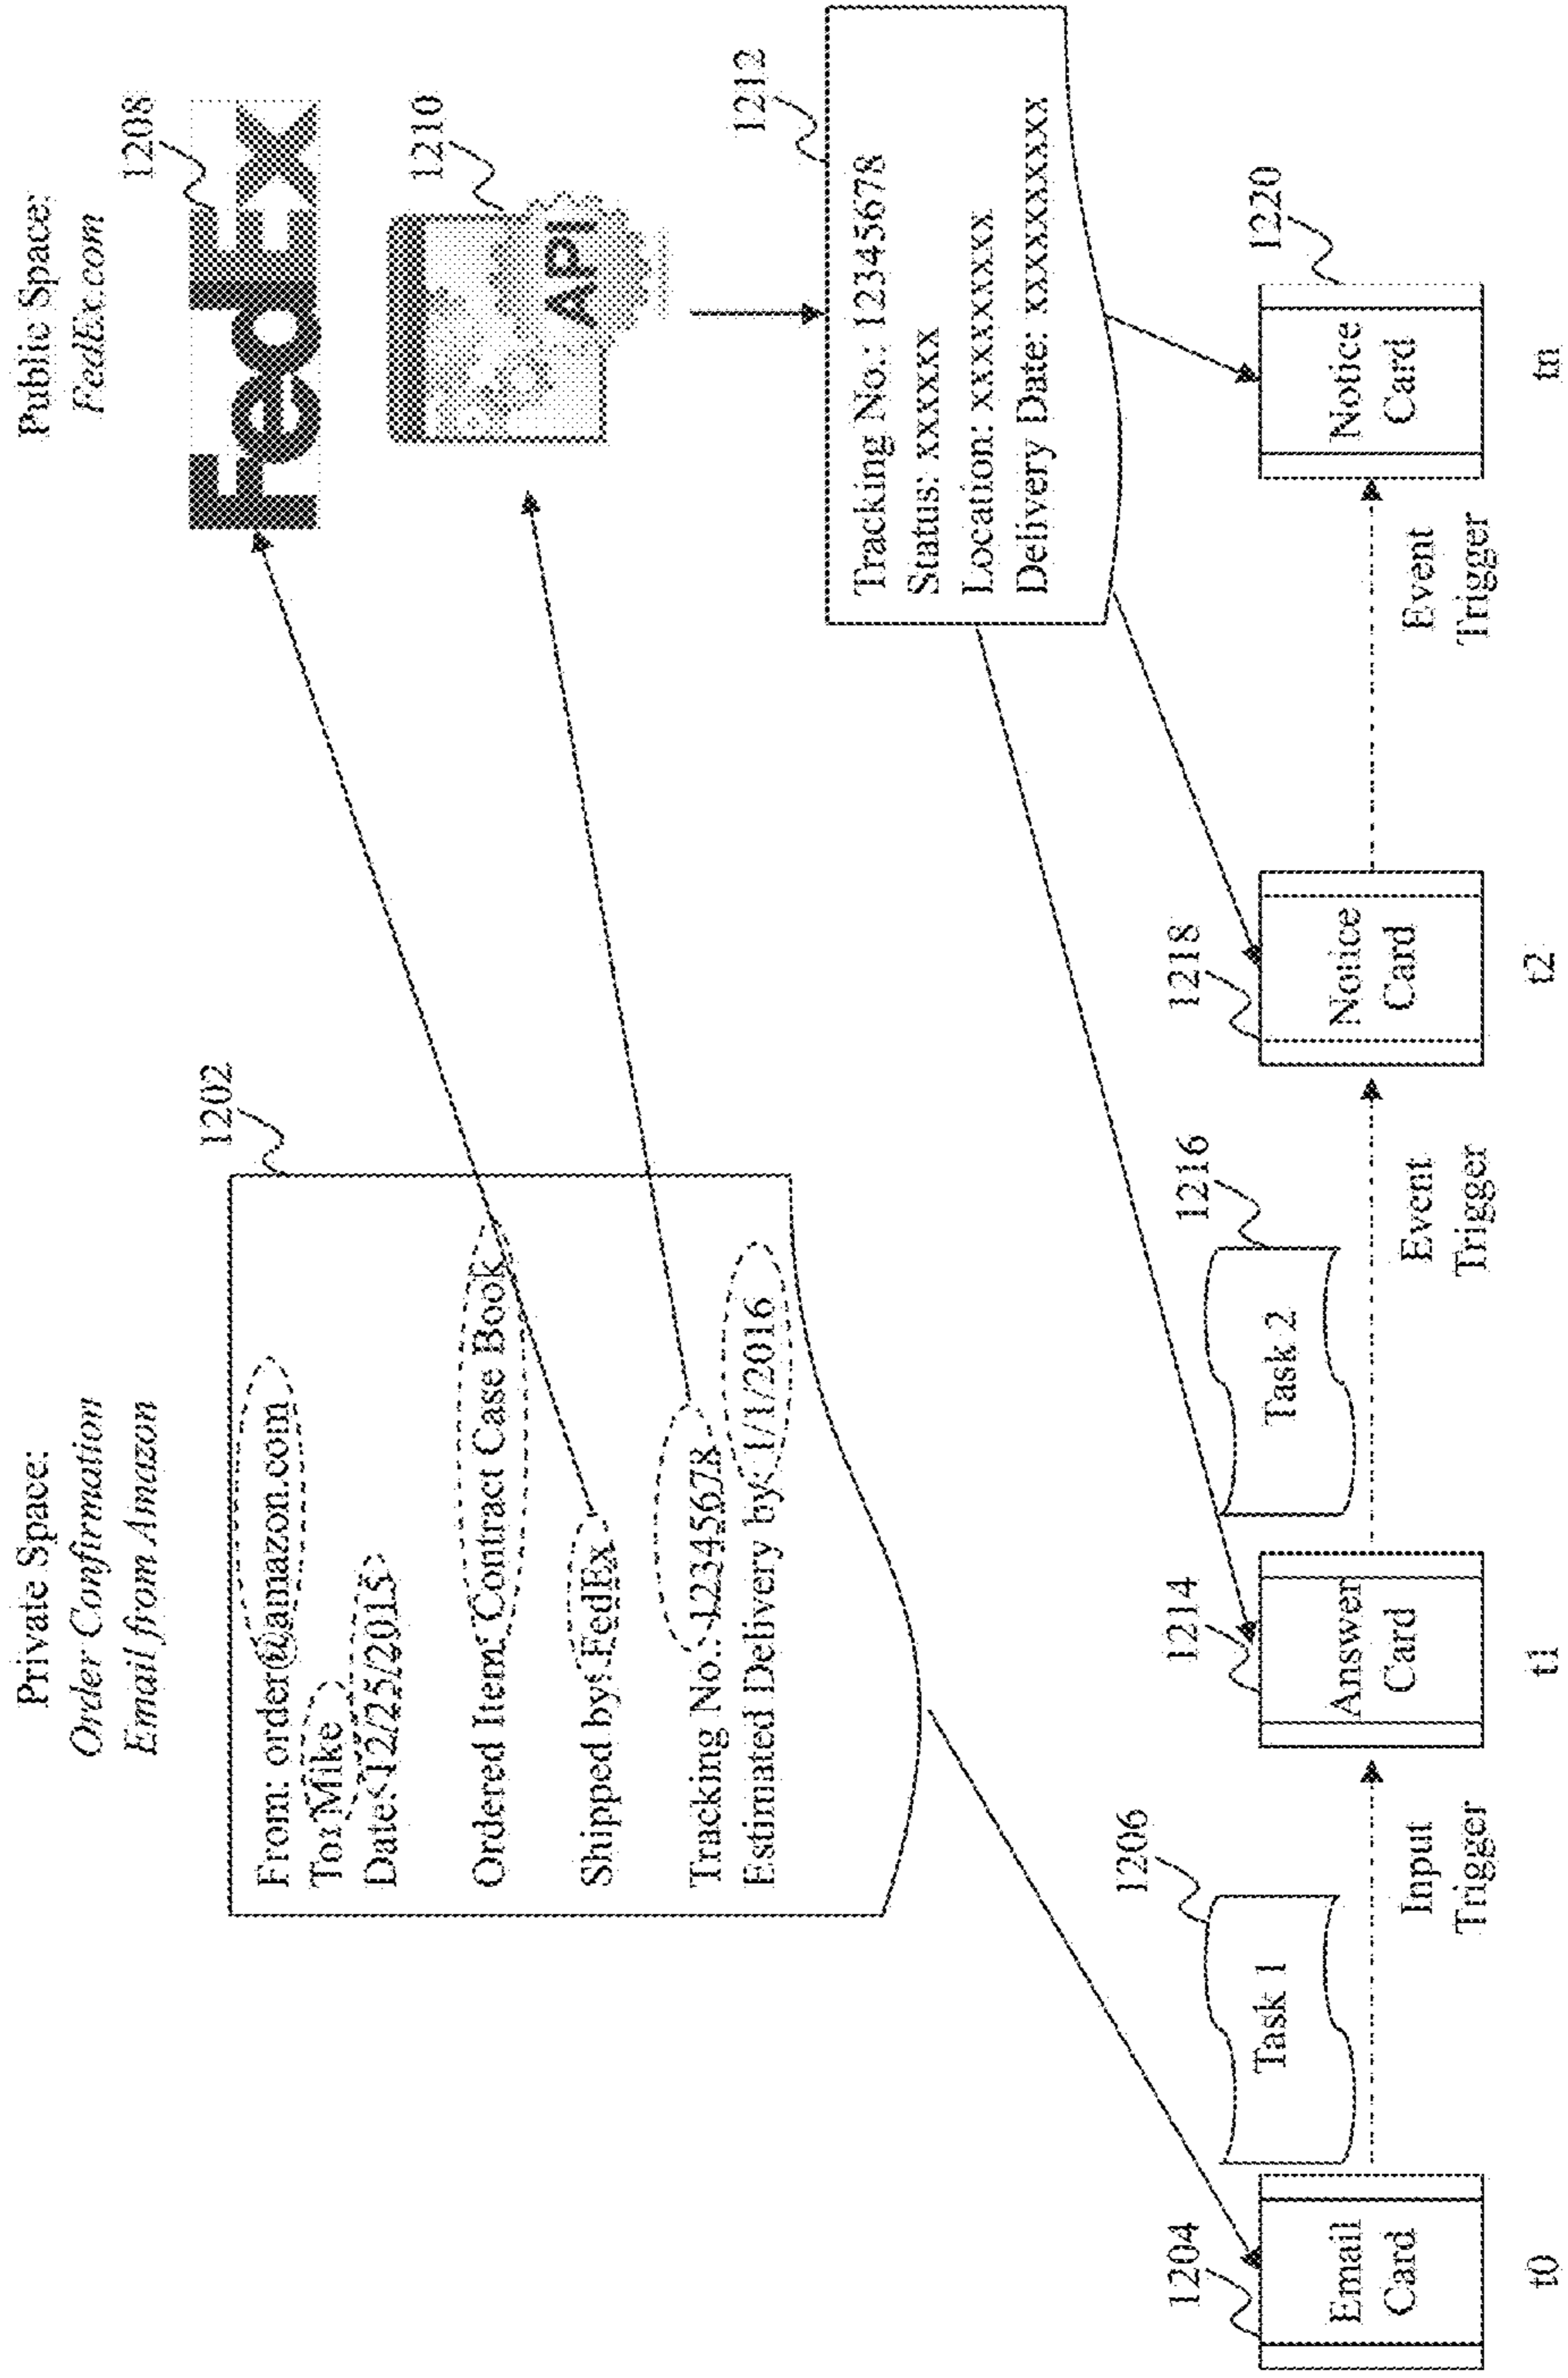 Private Space:
Order Confirmation
Email from Amazon
Public Space:
FedEx.com
1202
From: order@amazon.com
To: Mike
Date: 12/25/2015
Ordered Item: Contract Case Book
Shipped by: FedEx
Tracking No.: 12345678
Estimated Delivery by: 1/1/2016
1208
FedEx
1210
API
1212
Tracking No.: 12345678
Status: xxxxxx
Location: xxxxxxxxxx
Delivery Date: xxxxxxxxxxx
1204
Email
Card
1206
Task 1
Input
Trigger
1214
Answer
Card
1216
Task 2
Event
Trigger
1218
Notice
Card
Event
Trigger
1220
Notice
Card
t0
t1
t2
tn